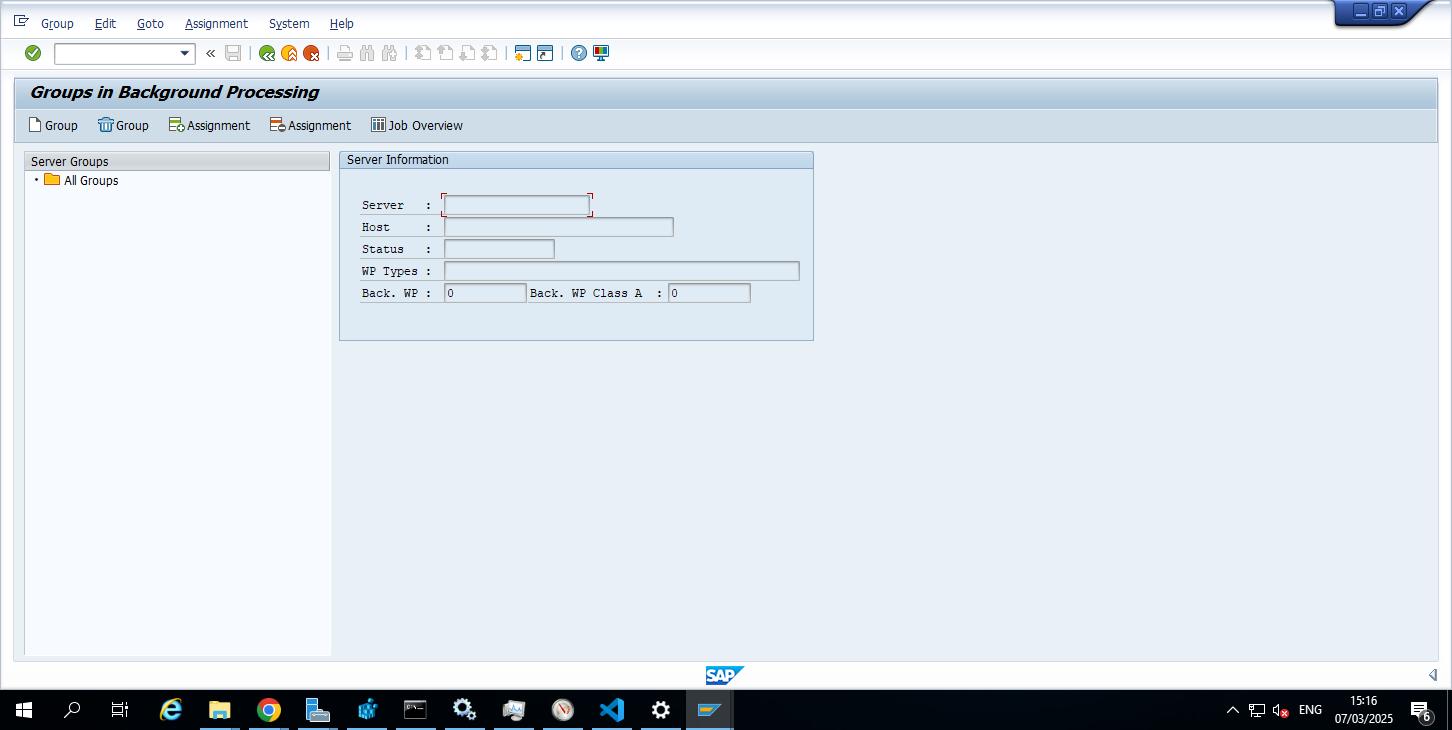 Group Edit Goto Assignment System Help
Groups in Background Processing
Group Group Assignment Assignment Job Overview
Server Groups
All Groups
Server Information
Server :
Host :
Status :
WP Types :
Back. WP : 0 Back. WP Class A : 0
SAP
ENG
15:16
07/03/2025
6